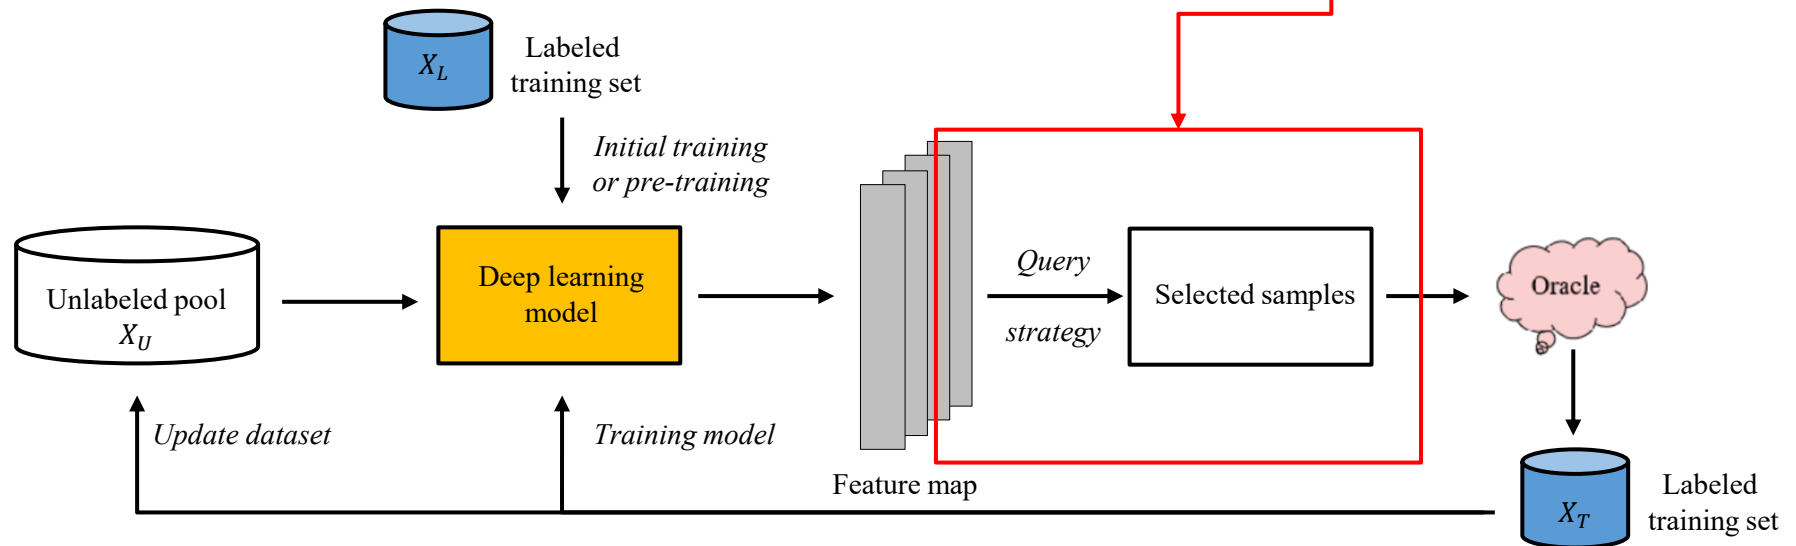 X_L
Labeled
training set
Initial training
or pre-training
Unlabeled pool
X_U
Deep learning
model
Query
strategy
Selected samples
Oracle
Update dataset
Training model
Feature map
X_T
Labeled
training set